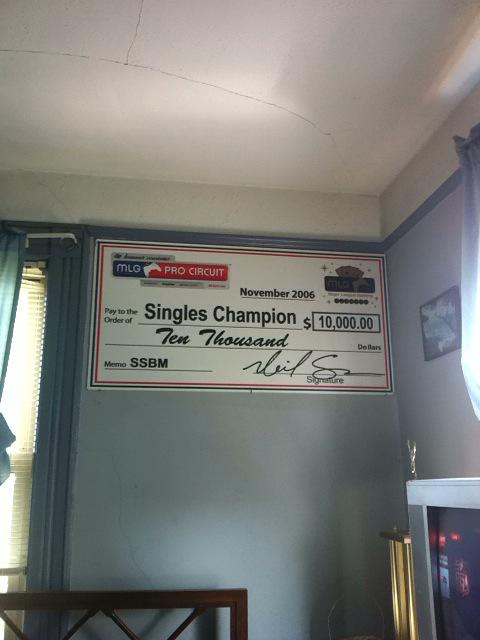 MLG PRO CIRCUIT
MLG
November 2006
Pay to the
Order of Singles Champion $ 10,000.00
Ten Thousand Dollars
Memo SSBM
Signature